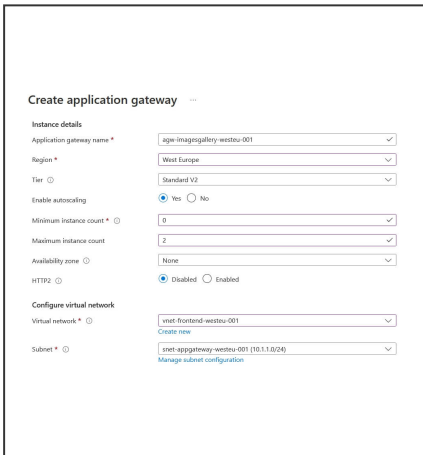 Create application gateway ...
Instance details
Application gateway name * agw-imagesgallery-westeu-001
Region * West Europe
Tier Standard V2
Enable autoscaling Yes No
Minimum instance count * 0
Maximum instance count 2
Availability zone None
HTTP2 Disabled Enabled
Configure virtual network
Virtual network * vnet-frontend-westeu-001
Create new
Subnet * snet-appgateway-westeu-001 (10.1.1.0/24)
Manage subnet configuration